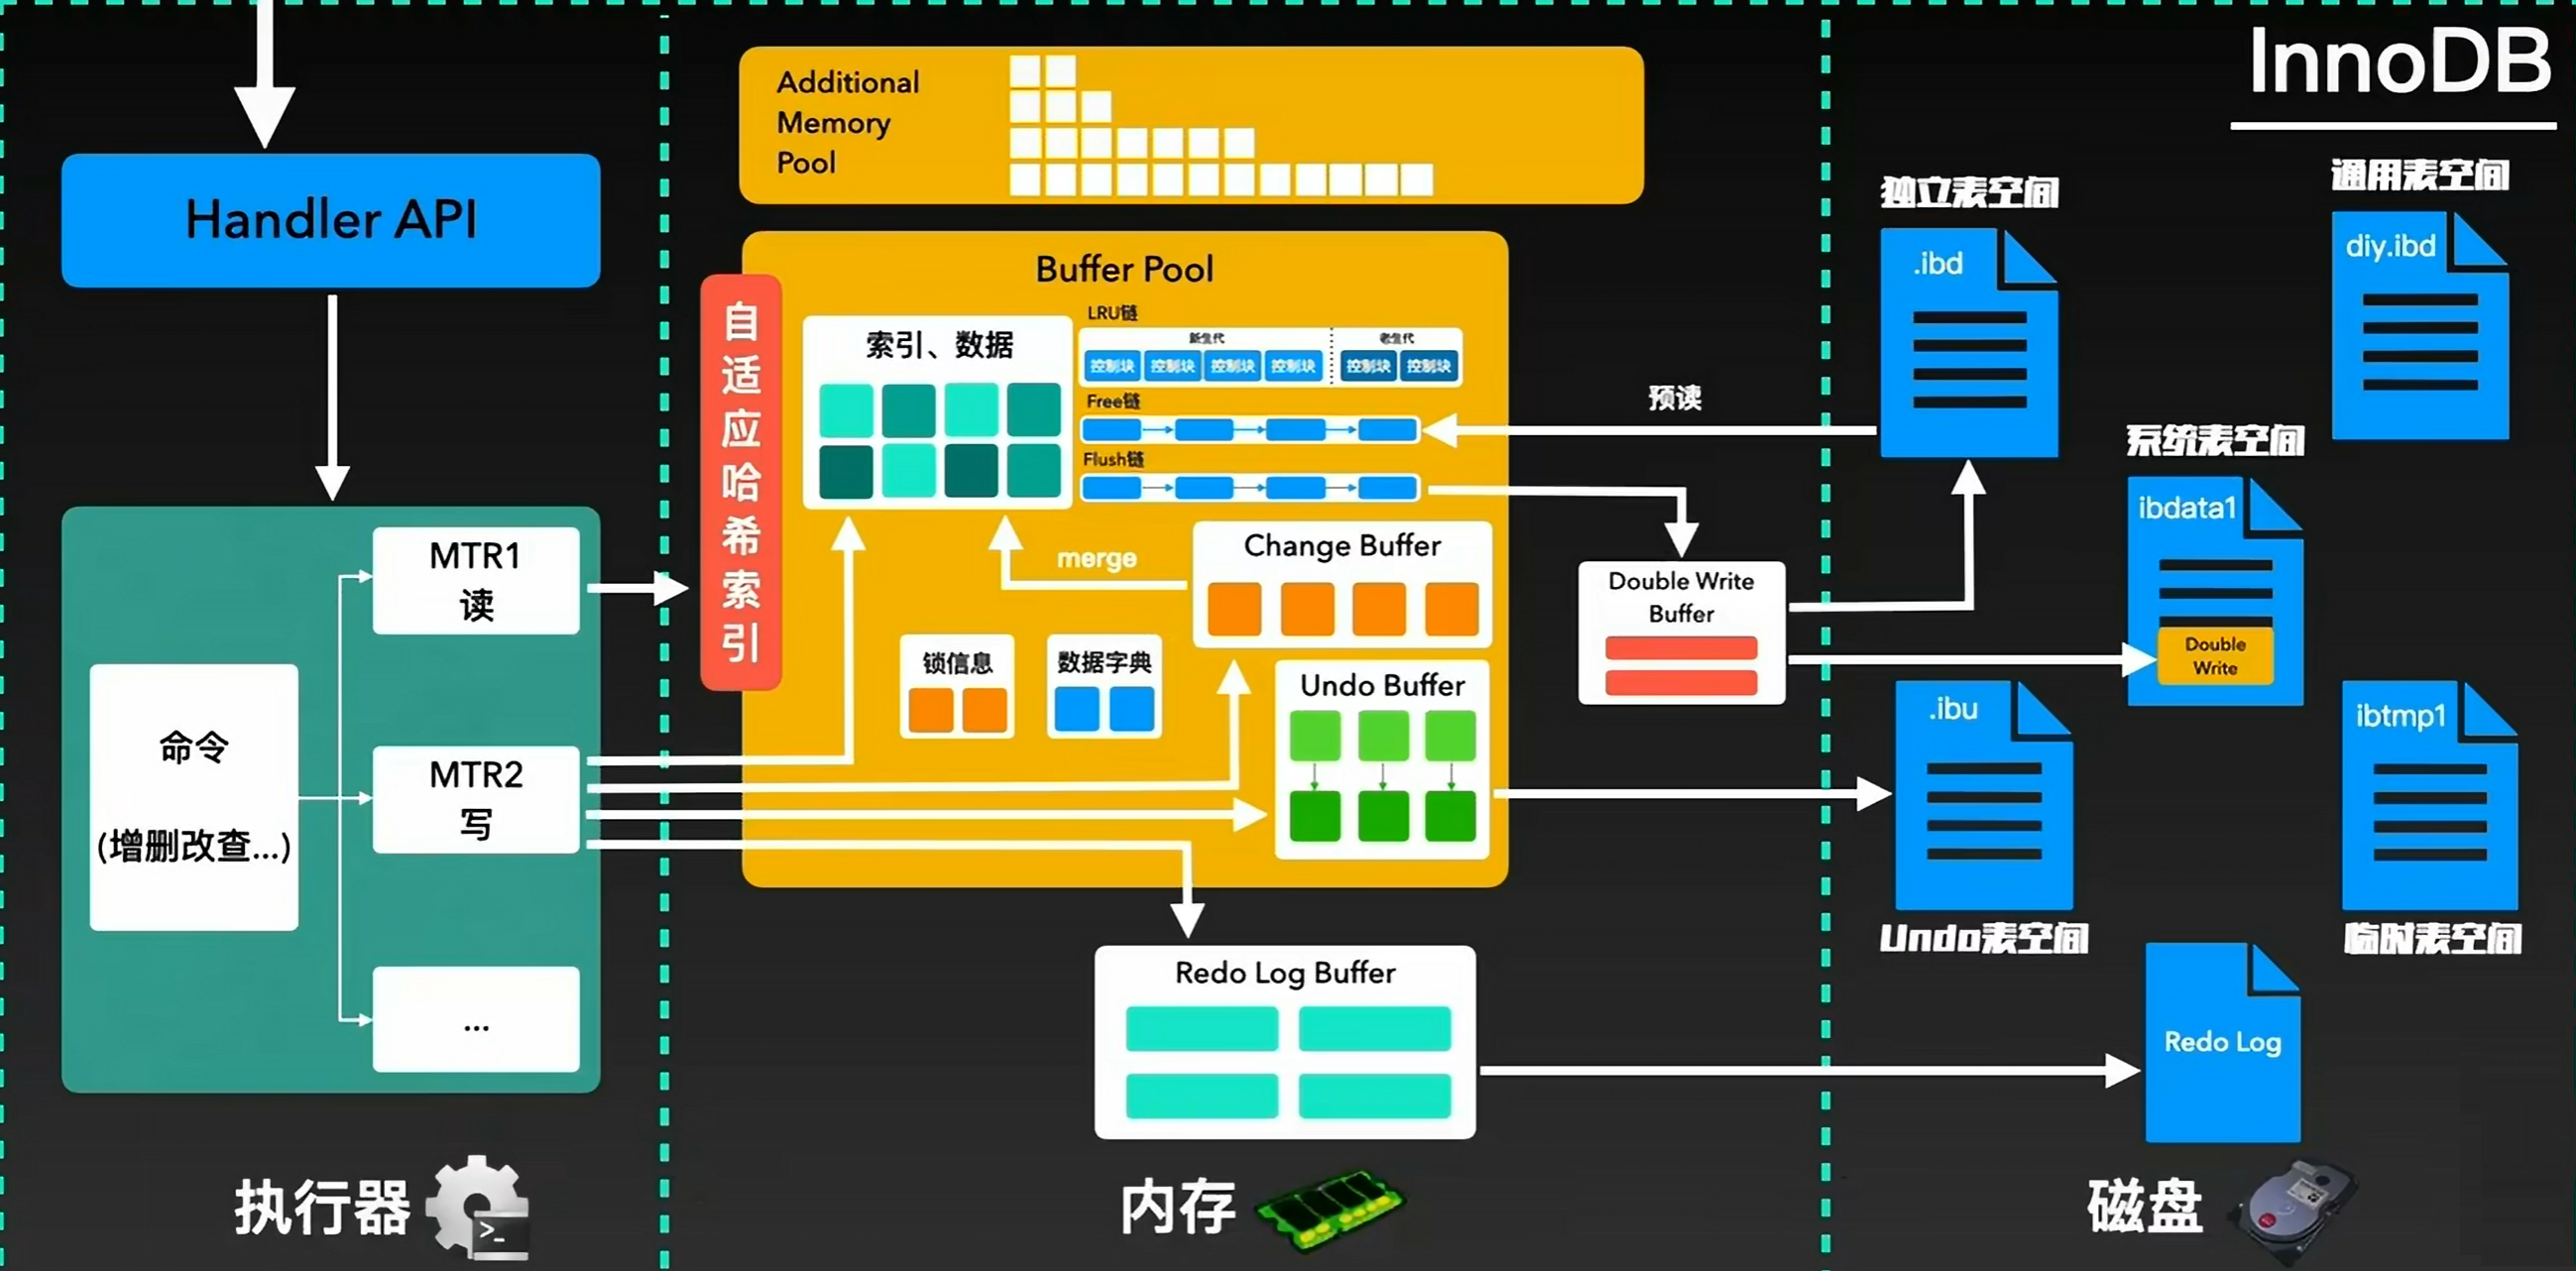 InnoDB
Handler API
命令
(增删改查...)
MTR1
读
MTR2
写
...
执行器
Additional
Memory
Pool
Buffer Pool
自适应哈希索引
索引、数据
LRU链
新生代
老生代
控制块
控制块
控制块
控制块
控制块
控制块
Free链
Flush链
merge
Change Buffer
锁信息
数据字典
Undo Buffer
Redo Log Buffer
预读
Double Write
Buffer
内存
独立表空间
.ibd
通用表空间
diy.ibd
系统表空间
ibdata1
Double
Write
.ibu
Undo表空间
ibtmp1
临时表空间
Redo Log
磁盘